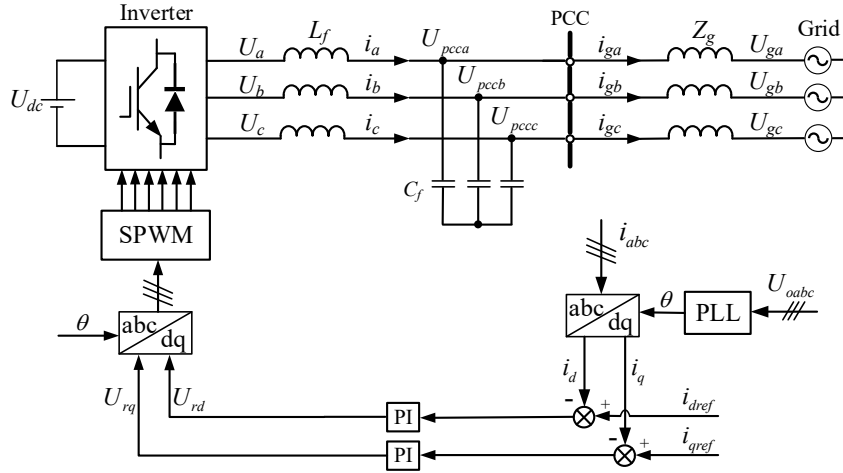 Inverter
PCC
U_a L_f i_a U_pcca i_ga Z_g U_ga Grid
U_dc
U_b i_b U_pccb i_gb U_gb
U_c i_c U_pccc i_gc U_gc
C_f
SPWM
i_abc
θ abc dq
abc dq θ PLL U_oabc
i_d i_q
U_rq U_rd PI - + i_dref
PI - + i_qref